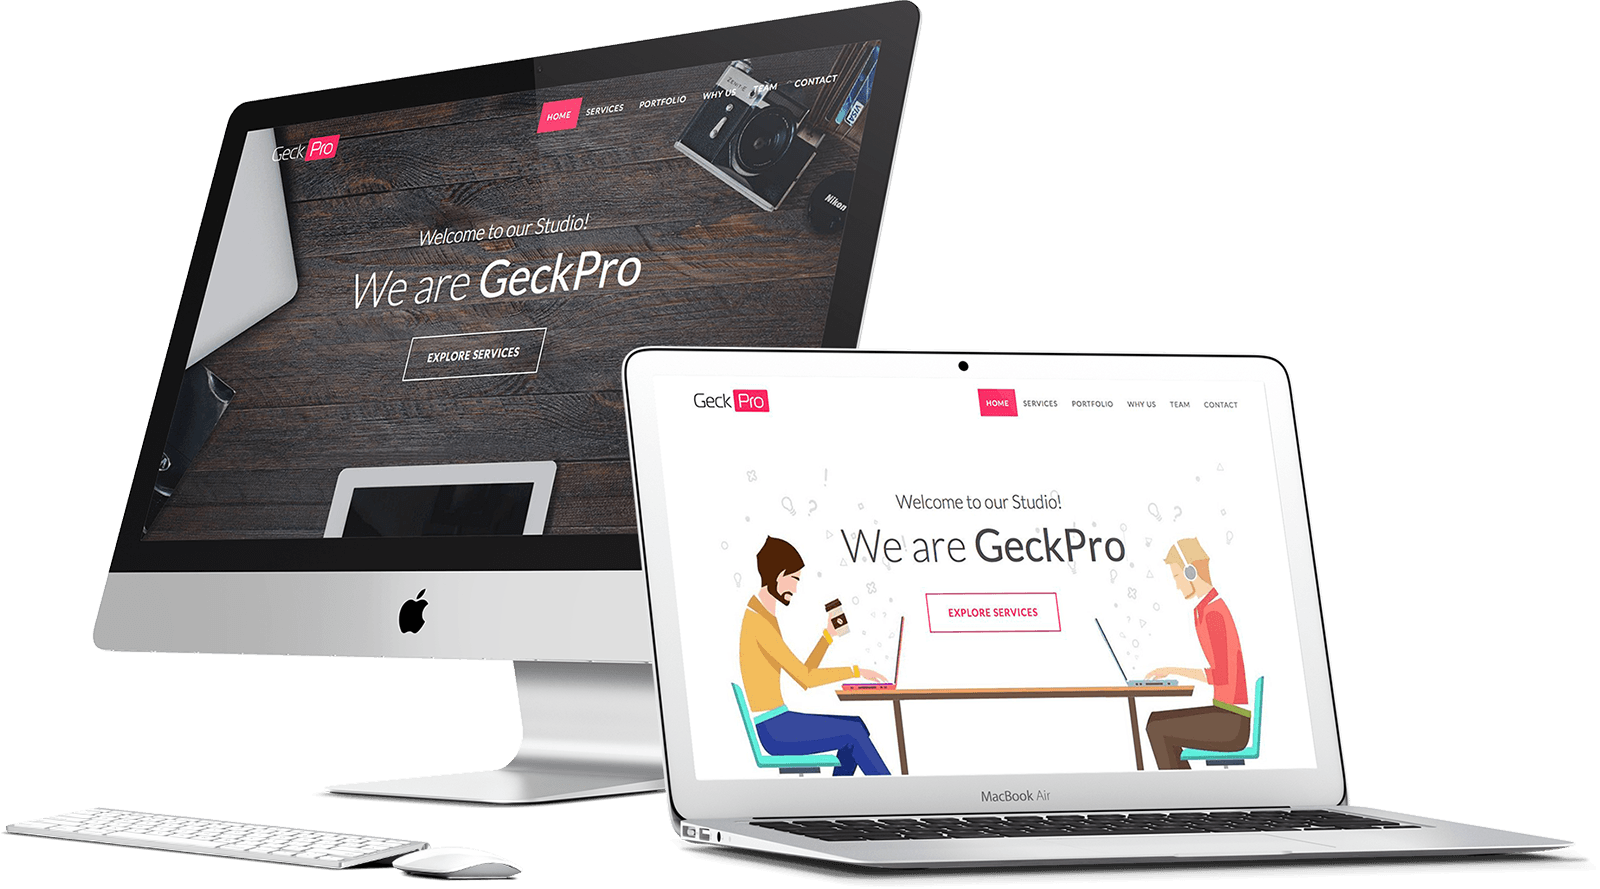 Geck Pro
HOME SERVICES PORTFOLIO WHY US TEAM CONTACT
ZENIT-E
VISA
Nikon
Welcome to our Studio!
We are GeckPro
EXPLORE SERVICES
Geck Pro
HOME SERVICES PORTFOLIO WHY US TEAM CONTACT
Welcome to our Studio!
We are GeckPro
EXPLORE SERVICES
MacBook Air